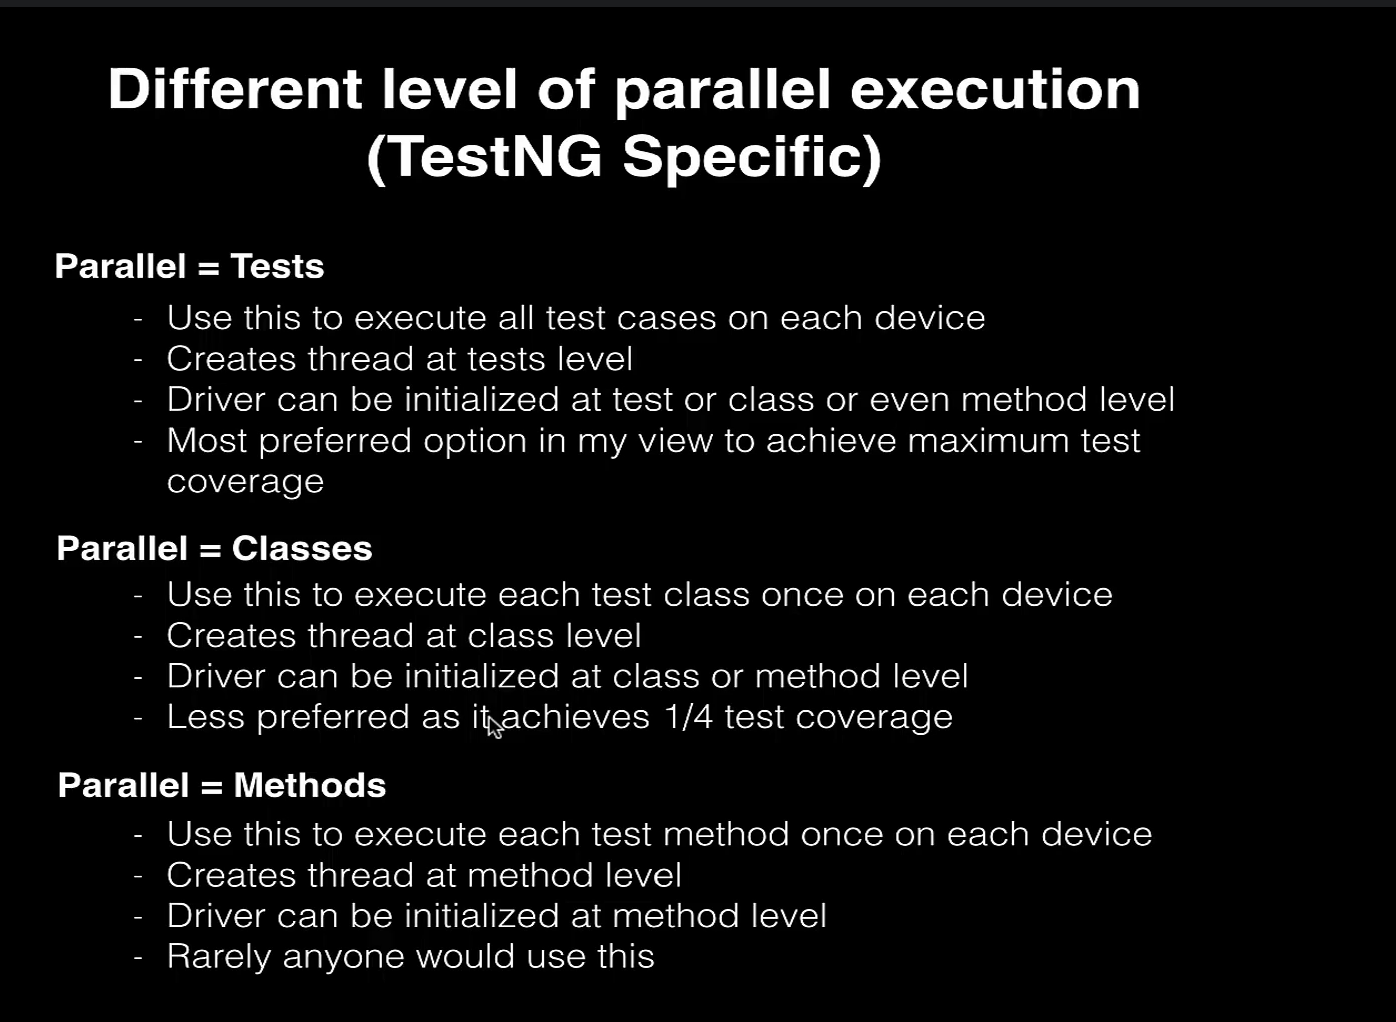 Different level of parallel execution
(TestNG Specific)
Parallel = Tests
- Use this to execute all test cases on each device
- Creates thread at tests level
- Driver can be initialized at test or class or even method level
- Most preferred option in my view to achieve maximum test
coverage
Parallel = Classes
- Use this to execute each test class once on each device
- Creates thread at class level
- Driver can be initialized at class or method level
- Less preferred as it achieves 1/4 test coverage
Parallel = Methods
- Use this to execute each test method once on each device
- Creates thread at method level
- Driver can be initialized at method level
- Rarely anyone would use this